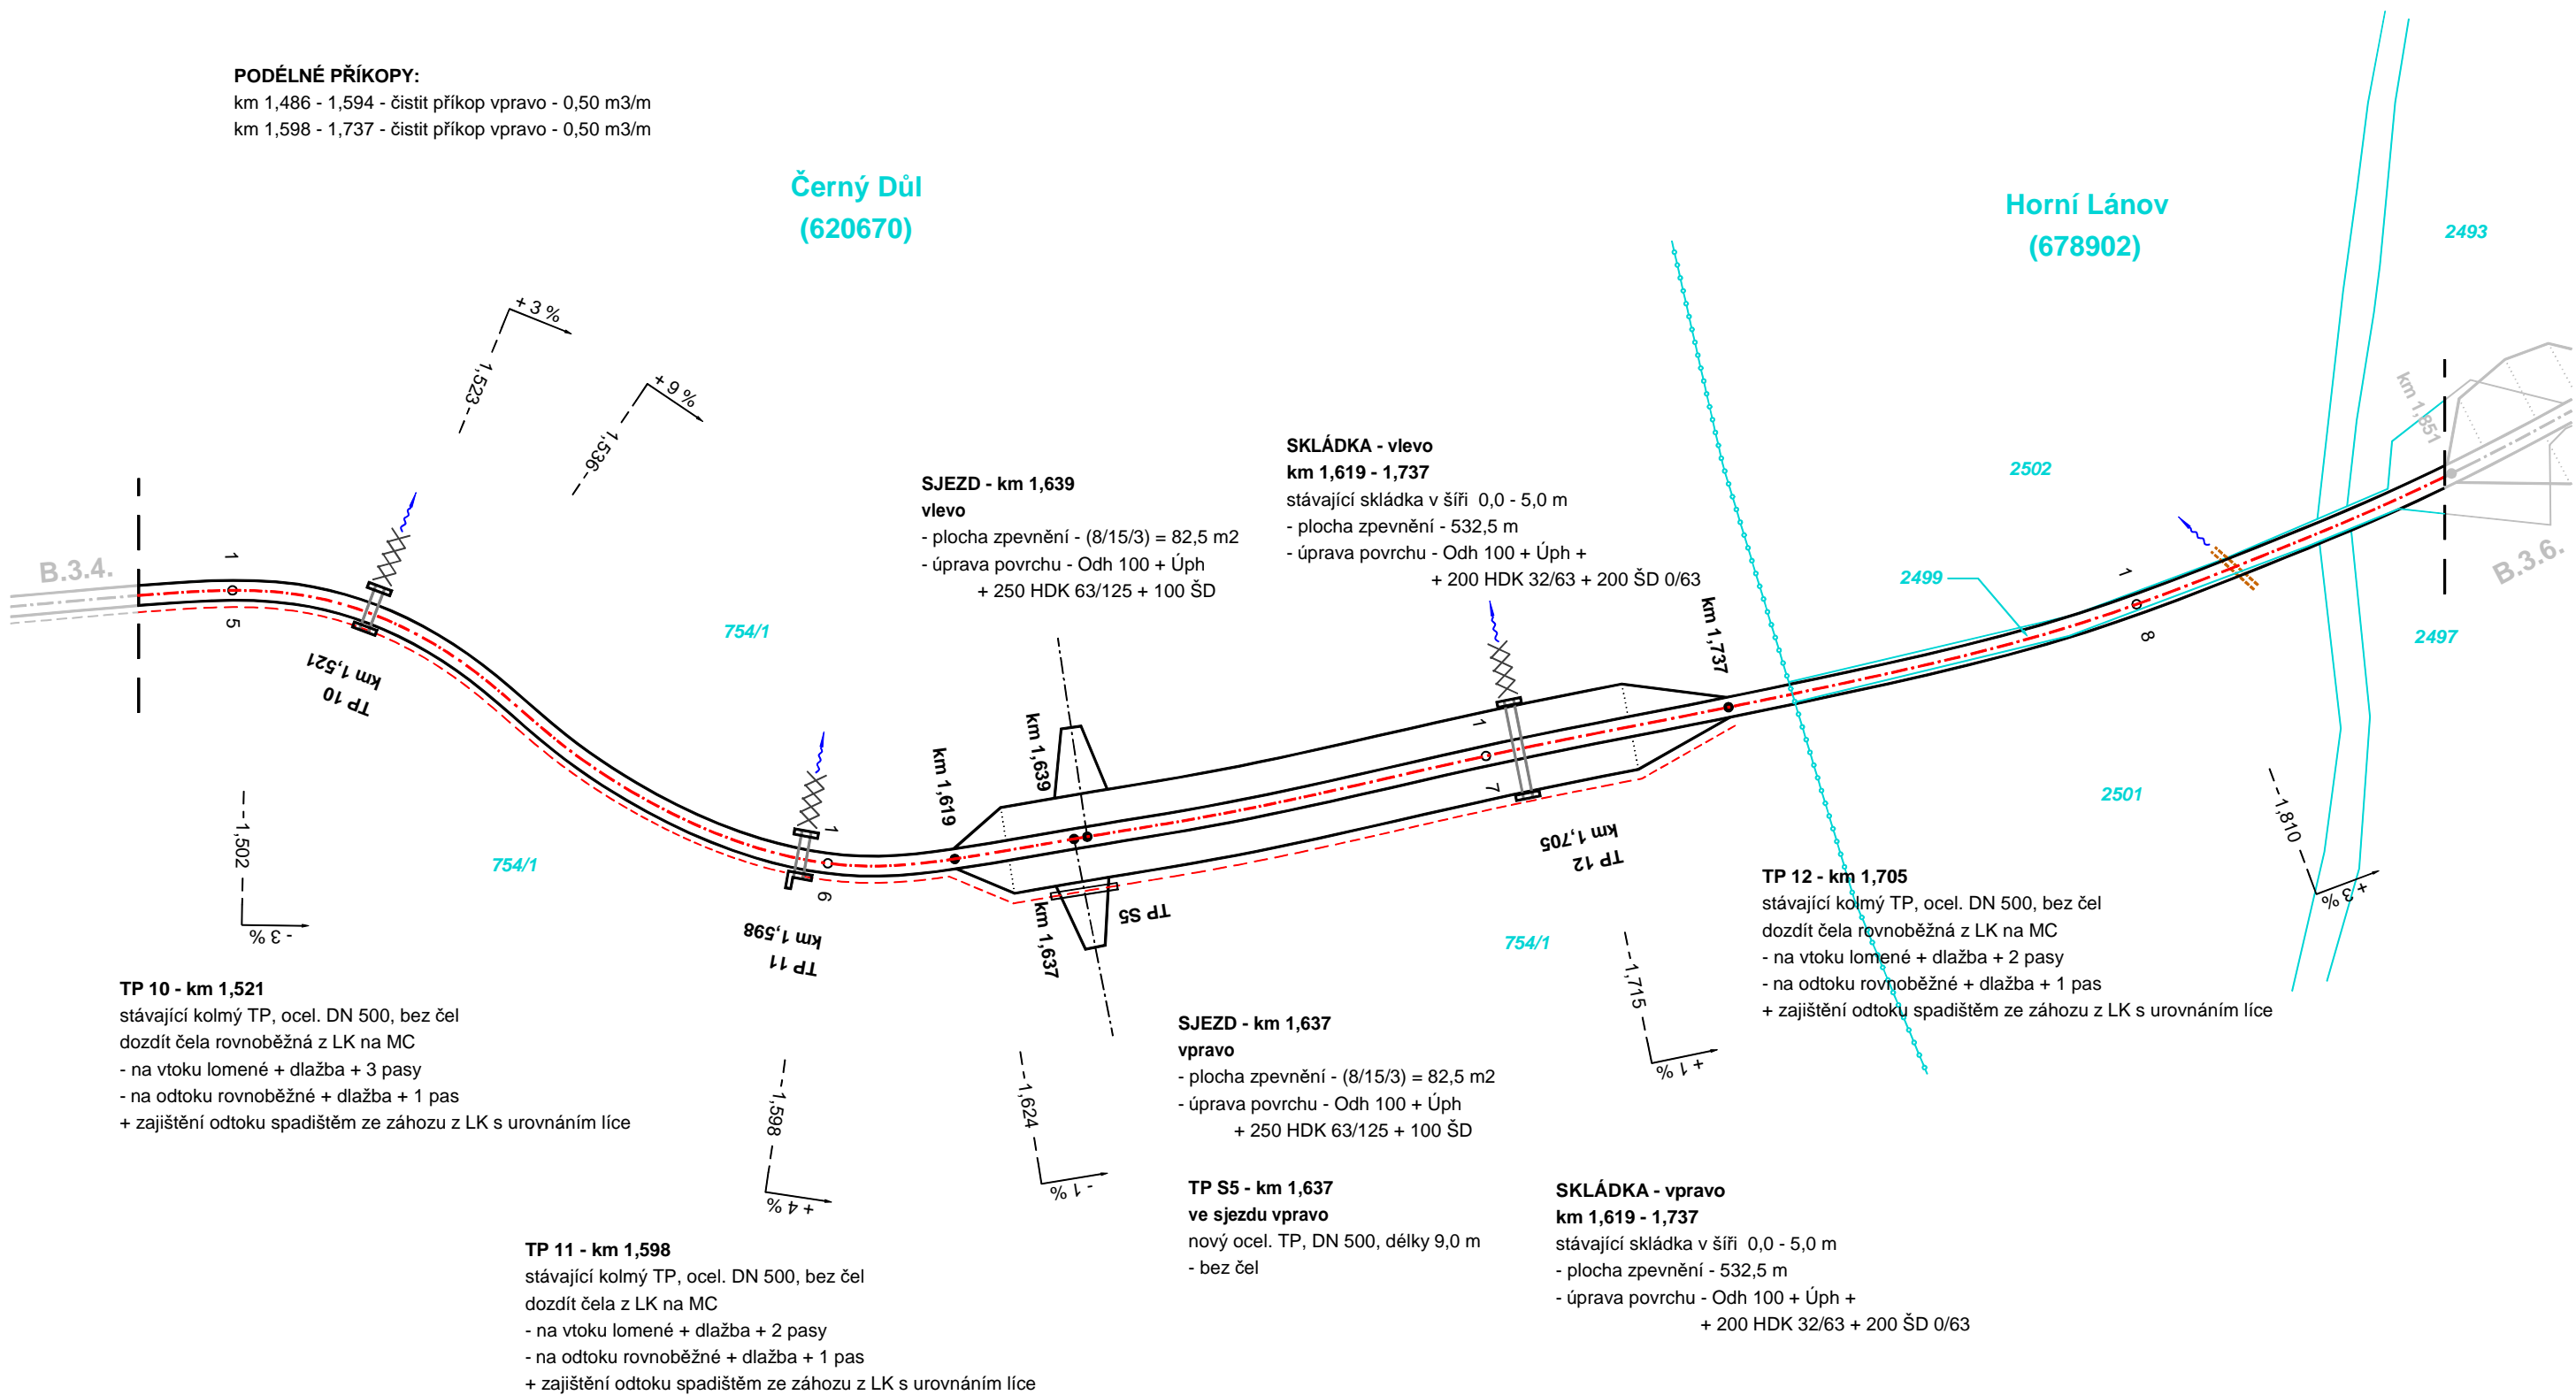 PODÉLNÉ PŘÍKOPY:
km 1,486 - 1,594 - čistit příkop vpravo - 0,50 m3/m
km 1,598 - 1,737 - čistit příkop vpravo - 0,50 m3/m
Černý Důl
(620670)
Horní Lánov
(678902)
2493
+ 3 %
1,523
+ 6 %
1,536
km 1,851
SKLÁDKA - vlevo
km 1,619 - 1,737
stávající skládka v šíři 0,0 - 5,0 m
- plocha zpevnění - 532,5 m
- úprava povrchu - Odh 100 + Úph +
+ 200 HDK 32/63 + 200 ŠD 0/63
SJEZD - km 1,639
vlevo
- plocha zpevnění - (8/15/3) = 82,5 m2
- úprava povrchu - Odh 100 + Úph
+ 250 HDK 63/125 + 100 ŠD
2502
B.3.4.
B.3.6.
2499
1
5
754/1
2497
1
8
km 1,737
TP 10
km 1,521
km 1,639
km 1,619
1
7
2501
1,810
+ 3 %
1,502
- 3 %
754/1
1
6
TP 11
km 1,598
km 1,637
TP S5
TP 12
km 1,705
754/1
1,715
+ 1 %
TP 12 - km 1,705
stávající kolmý TP, ocel. DN 500, bez čel
dozdít čela rovnoběžná z LK na MC
- na vtoku lomené + dlažba + 2 pasy
- na odtoku rovnoběžné + dlažba + 1 pas
+ zajištění odtoku spadištěm ze záhozu z LK s urovnáním líce
TP 10 - km 1,521
stávající kolmý TP, ocel. DN 500, bez čel
dozdít čela rovnoběžná z LK na MC
- na vtoku lomené + dlažba + 3 pasy
- na odtoku rovnoběžné + dlažba + 1 pas
+ zajištění odtoku spadištěm ze záhozu z LK s urovnáním líce
1,598
+ 4 %
1,624
- 1 %
SJEZD - km 1,637
vpravo
- plocha zpevnění - (8/15/3) = 82,5 m2
- úprava povrchu - Odh 100 + Úph
+ 250 HDK 63/125 + 100 ŠD
TP S5 - km 1,637
ve sjezdu vpravo
nový ocel. TP, DN 500, délky 9,0 m
- bez čel
SKLÁDKA - vpravo
km 1,619 - 1,737
stávající skládka v šíři 0,0 - 5,0 m
- plocha zpevnění - 532,5 m
- úprava povrchu - Odh 100 + Úph +
+ 200 HDK 32/63 + 200 ŠD 0/63
TP 11 - km 1,598
stávající kolmý TP, ocel. DN 500, bez čel
dozdít čela z LK na MC
- na vtoku lomené + dlažba + 2 pasy
- na odtoku rovnoběžné + dlažba + 1 pas
+ zajištění odtoku spadištěm ze záhozu z LK s urovnáním líce